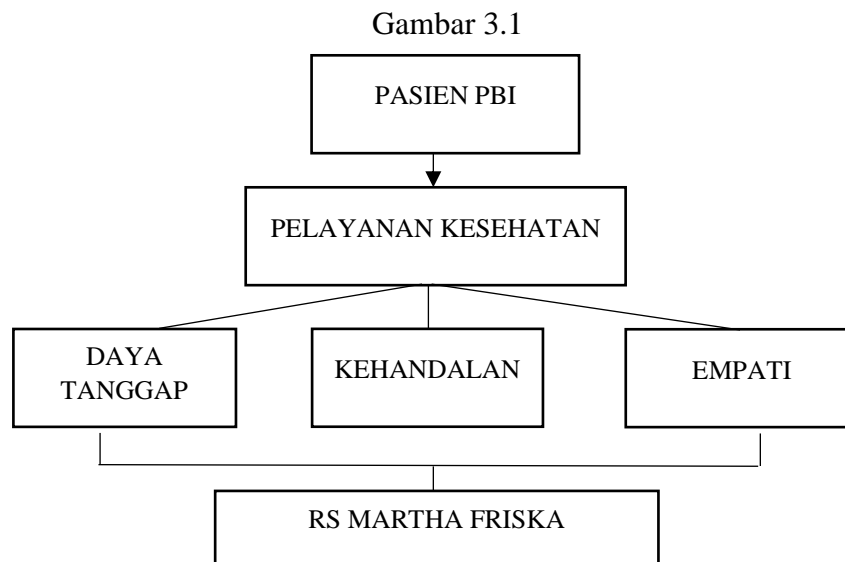 Gambar 3.1
PASIEN PBI
PELAYANAN KESEHATAN
DAYA
TANGGAP
KEHANDALAN
EMPATI
RS MARTHA FRISKA